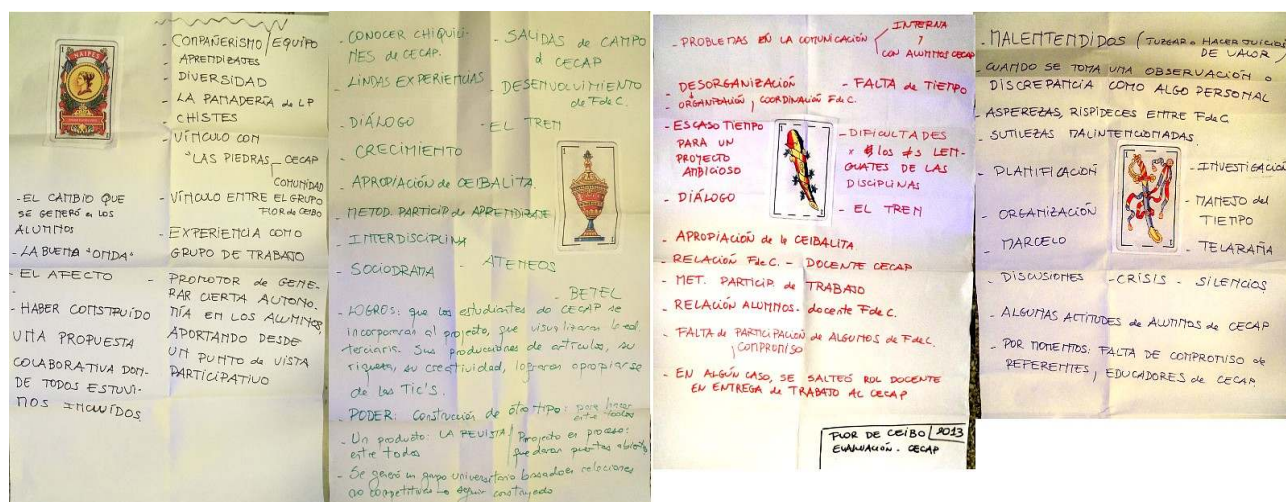 NAIPES
- COMPAÑERISMO / EQUIPO
- APRENDIZAJES
- DIVERSIDAD
- LA PANADERÍA de LP
- CHISTES
- VÍNCULO CON
"LAS PIEDRAS - CECAP
COMUNIDAD
- VÍNCULO ENTRE EL GRUPO
FLOR de CEIBO
- EXPERIENCIA COMO
GRUPO DE TRABAJO
- PROMOTOR de GENE-
RAR CIERTA AUTONO-
MÍA EN LOS ALUMNOS,
APORTANDO DESDE
UN PUNTO de VISTA
PARTICIPATIVO
- EL CAMBIO QUE
SE GENERÓ en LOS
ALUMNOS
- LA BUENA "ONDA"
- EL AFECTO
- HABER CONSTRUÍDO
UNA PROPUESTA
COLABORATIVA DON-
DE TODOS ESTUVI-
MOS INCLUÍDOS.
- CONOCER CHIQUILI-
NES de CECAP.
- LINDAS EXPERIENCIAS
- DIÁLOGO
- CRECIMIENTO
- APROPIACIÓN de CEIBALITA.
- METOD. PARTICIP. de APRENDIZAJE
- INTERDISCIPLINA
- SOCIODRAMA
- SALIDAS de CAMPO
a CECAP
- DESENVOLVIMIENTO
de F de C.
- EL TREN
- ATENEOS
- BETEL
- LOGROS: que los estudiantes de CECAP se
incorporaran al proyecto, que visualizaran la ed.
terciaria. Sus producciones de artículos, su
riqueza, su creatividad, lograron apropiarse
de las Tic's.
- PODER: Construcción de otro tipo: para hacer
entre todos
- Un producto: LA REVISTA / Proyecto en proceso:
entre todos quedaron puertas abiertas
- Se generó un grupo universitario basado en relaciones
no competitivas seguir construyendo
- PROBLEMAS EN LA COMUNICACIÓN
INTERNA
y
CON ALUMNOS CECAP
- DESORGANIZACIÓN
- ORGANIZACIÓN y COORDINACIÓN F de C.
- ESCASO TIEMPO
PARA UN
PROYECTO
AMBICIOSO
- DIÁLOGO
- FALTA DE TIEMPO
- DIFICULTADES
x los ≠s LEN-
GUAJES DE LAS
DISCIPLINAS
- EL TREN
- APROPIACIÓN de la CEIBALITA
- RELACIÓN F de C. - DOCENTE CECAP
- MET. PARTICIP. de TRABAJO
- RELACIÓN ALUMNOS - docente F de C.
- FALTA de PARTICIPACIÓN de ALGUNOS de F de C.
y COMPROMISO
- EN ALGÚN CASO, SE SALTEÓ ROL DOCENTE
EN ENTREGA de TRABAJO AL CECAP
FLOR DE CEIBO 2013
EVALUACIÓN - CECAP
- MALENTENDIDOS (JUZGAR o HACER JUICIOS
DE VALOR)
- CUANDO SE TOMA UNA OBSERVACIÓN o
DISCREPANCIA COMO ALGO PERSONAL
- ASPEREZAS, RISPIDECES ENTRE F de C
- SUTILEZAS MALINTENCIONADAS.
- PLANIFICACIÓN
- ORGANIZACIÓN
- MARCELO
- INVESTIGACIÓN
- MANEJO del
TIEMPO
- TELARAÑA
- DISCUSIONES - CRISIS - SILENCIOS
- ALGUNAS ACTITUDES de ALUMNOS de CECAP
- POR MOMENTOS: FALTA DE COMPROMISO de
REFERENTES, EDUCADORES de CECAP.